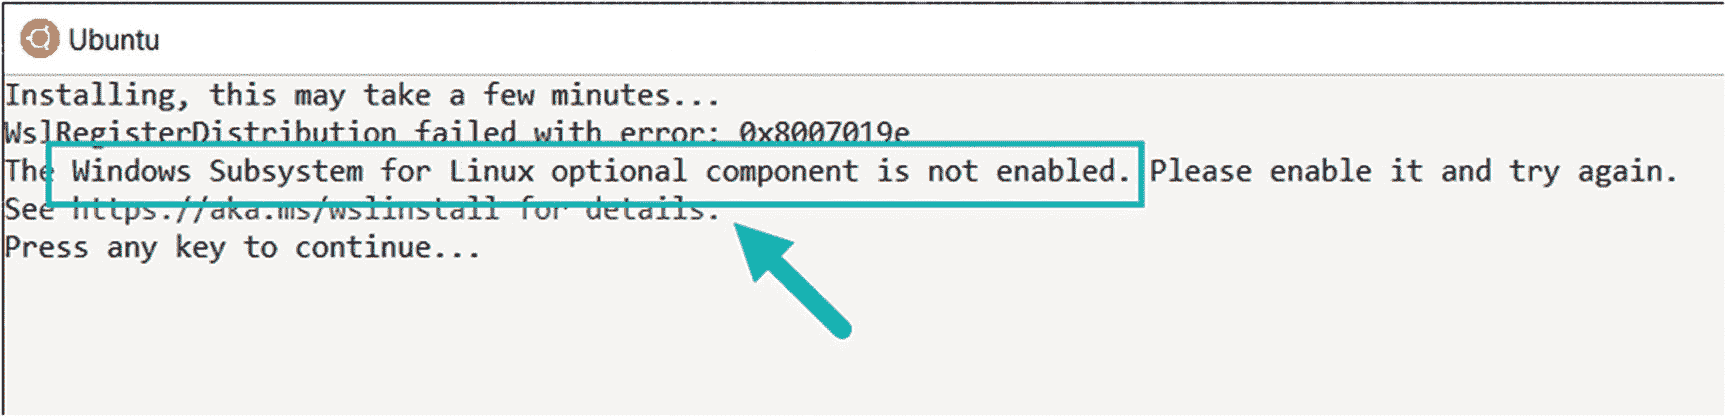 Ubuntu
Installing, this may take a few minutes...
WslRegisterDistribution failed with error: 0x8007019e
The Windows Subsystem for Linux optional component is not enabled. Please enable it and try again.
See https://aka.ms/wslinstall for details.
Press any key to continue...